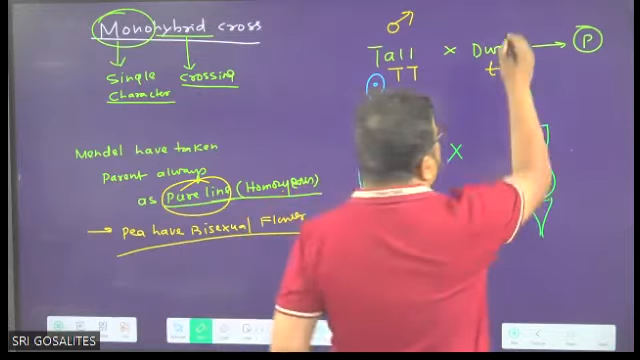 Monohybrid cross
Single Character
crossing
Mendel have taken
Parent always
as Pure line (Homozygous)
→ Pea have Bisexual Flower
♂
Tall × Dw
TT t
→ P
×
SRI GOSALITES